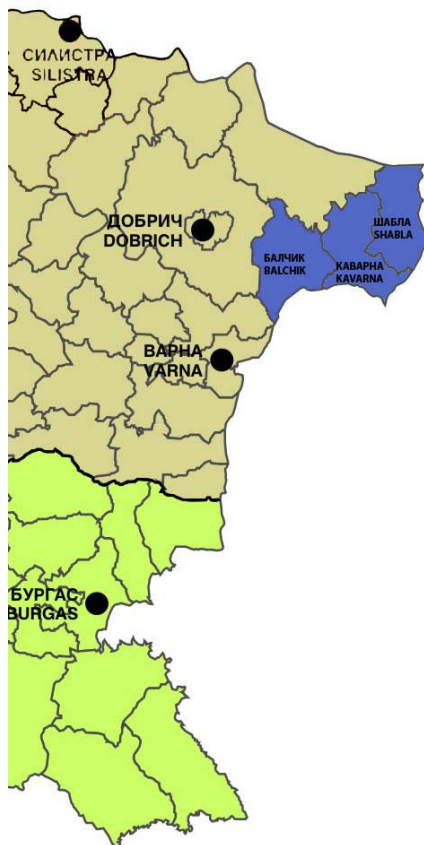 СИЛИСТРА
SILISTRA
ДОБРИЧ
DOBRICH
ШАБЛА
SHABLA
БАЛЧИК
BALCHIK
КАВАРНА
KAVARNA
ВАРНА
VARNA
БУРГАС
BURGAS